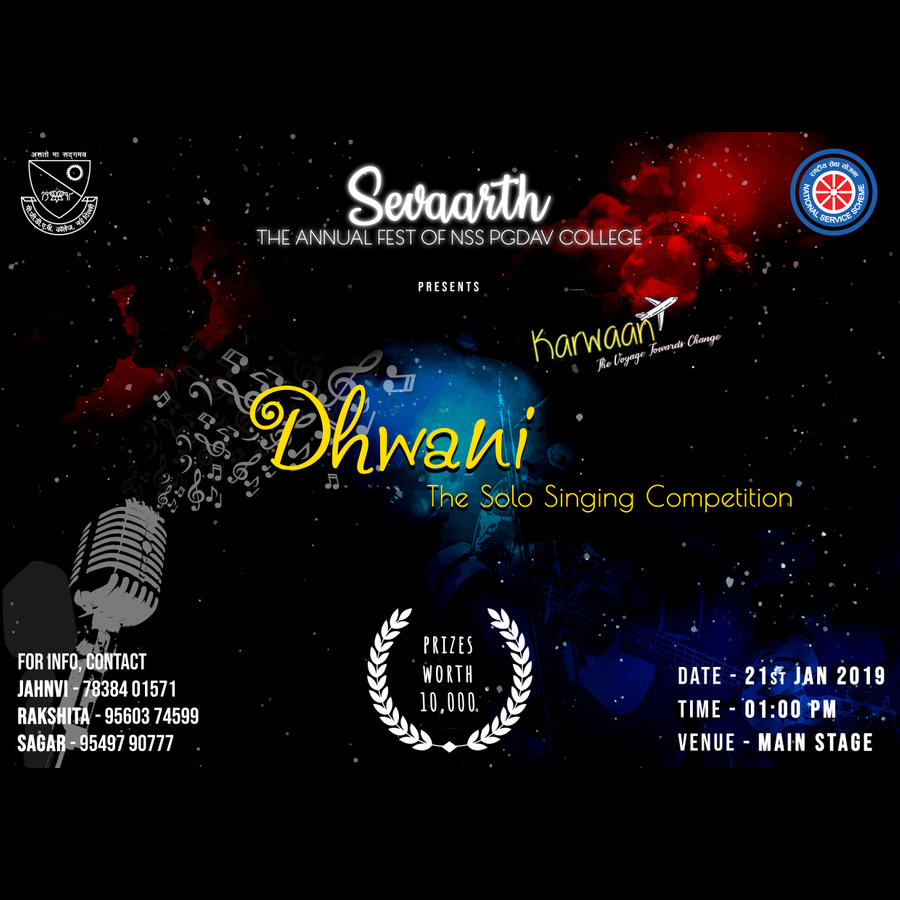 असतो मा सद्गमय
पी.जी.डी.ए.वी. कॉलेज, नई दिल्ली
Sevaarth
THE ANNUAL FEST OF NSS PGDAV COLLEGE
राष्ट्रीय सेवा योजना
NATIONAL SERVICE SCHEME
PRESENTS
Karwaan
The Voyage Towards Change
Dhwani
The Solo Singing Competition
FOR INFO, CONTACT
JAHNVI - 78384 01571
RAKSHITA - 95603 74599
SAGAR - 95497 90777
PRIZES
WORTH
10,000
DATE - 21ST JAN 2019
TIME - 01:00 PM
VENUE - MAIN STAGE